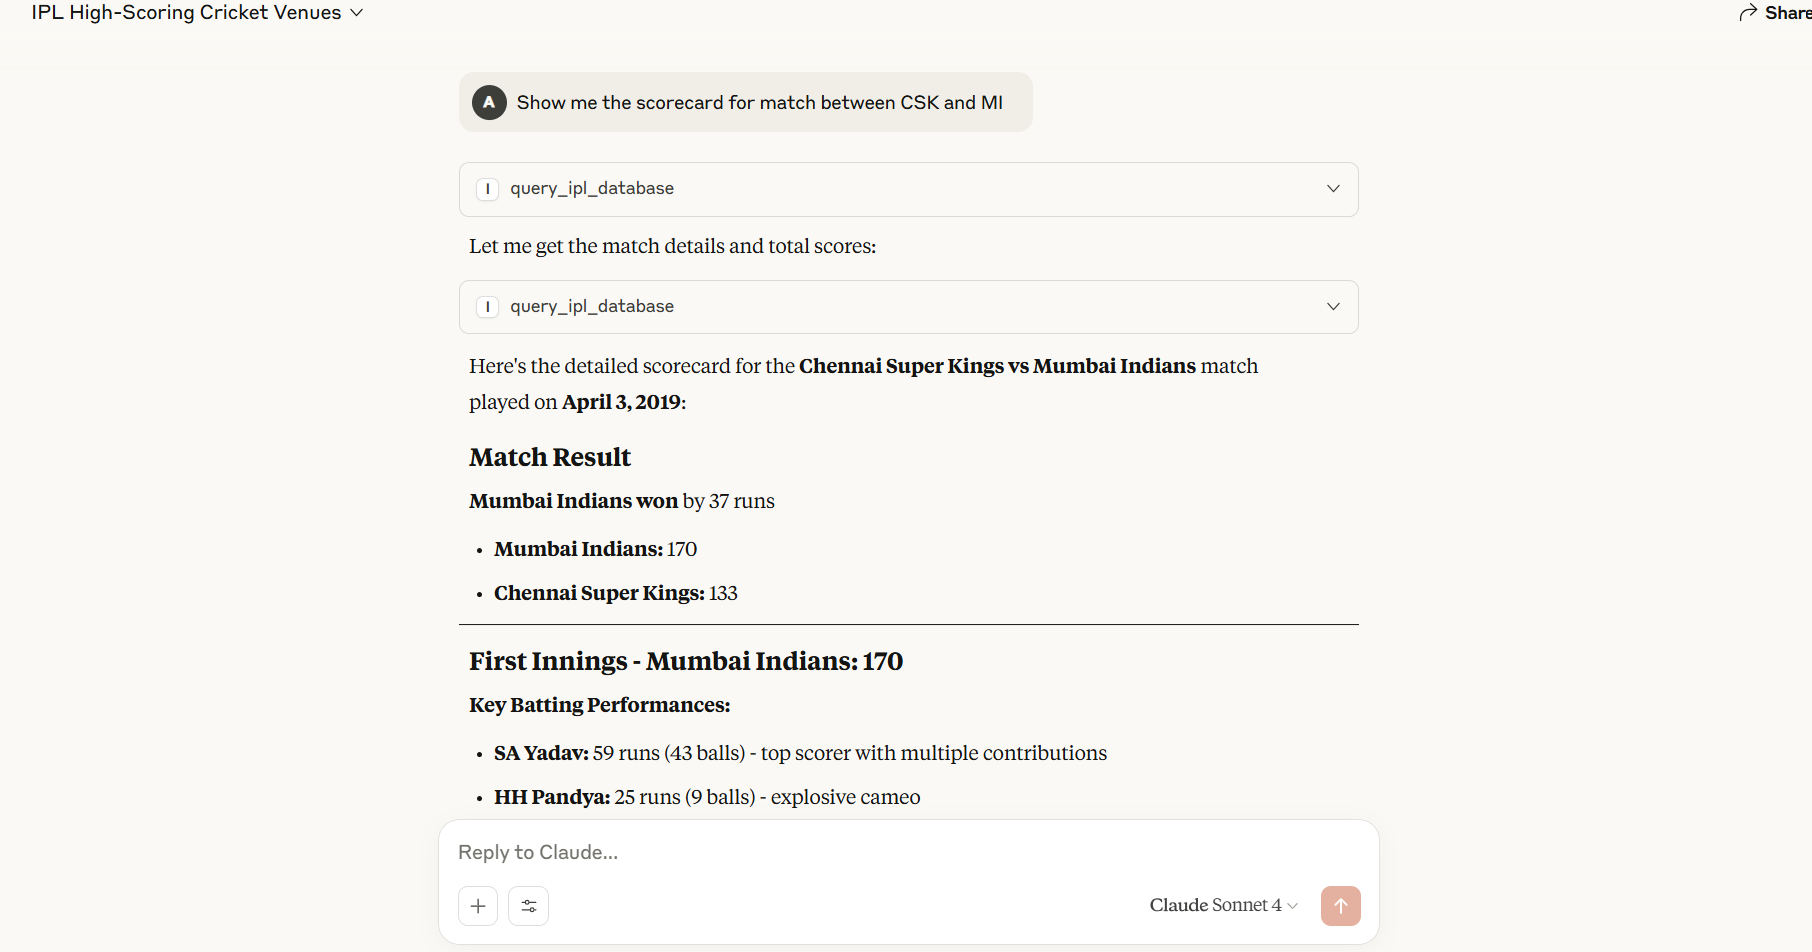 IPL High-Scoring Cricket Venues
Share
A Show me the scorecard for match between CSK and MI
I query_ipl_database
Let me get the match details and total scores:
I query_ipl_database
Here's the detailed scorecard for the Chennai Super Kings vs Mumbai Indians match
played on April 3, 2019:
Match Result
Mumbai Indians won by 37 runs
• Mumbai Indians: 170
• Chennai Super Kings: 133
First Innings - Mumbai Indians: 170
Key Batting Performances:
• SA Yadav: 59 runs (43 balls) - top scorer with multiple contributions
• HH Pandya: 25 runs (9 balls) - explosive cameo
Reply to Claude...
Claude Sonnet 4